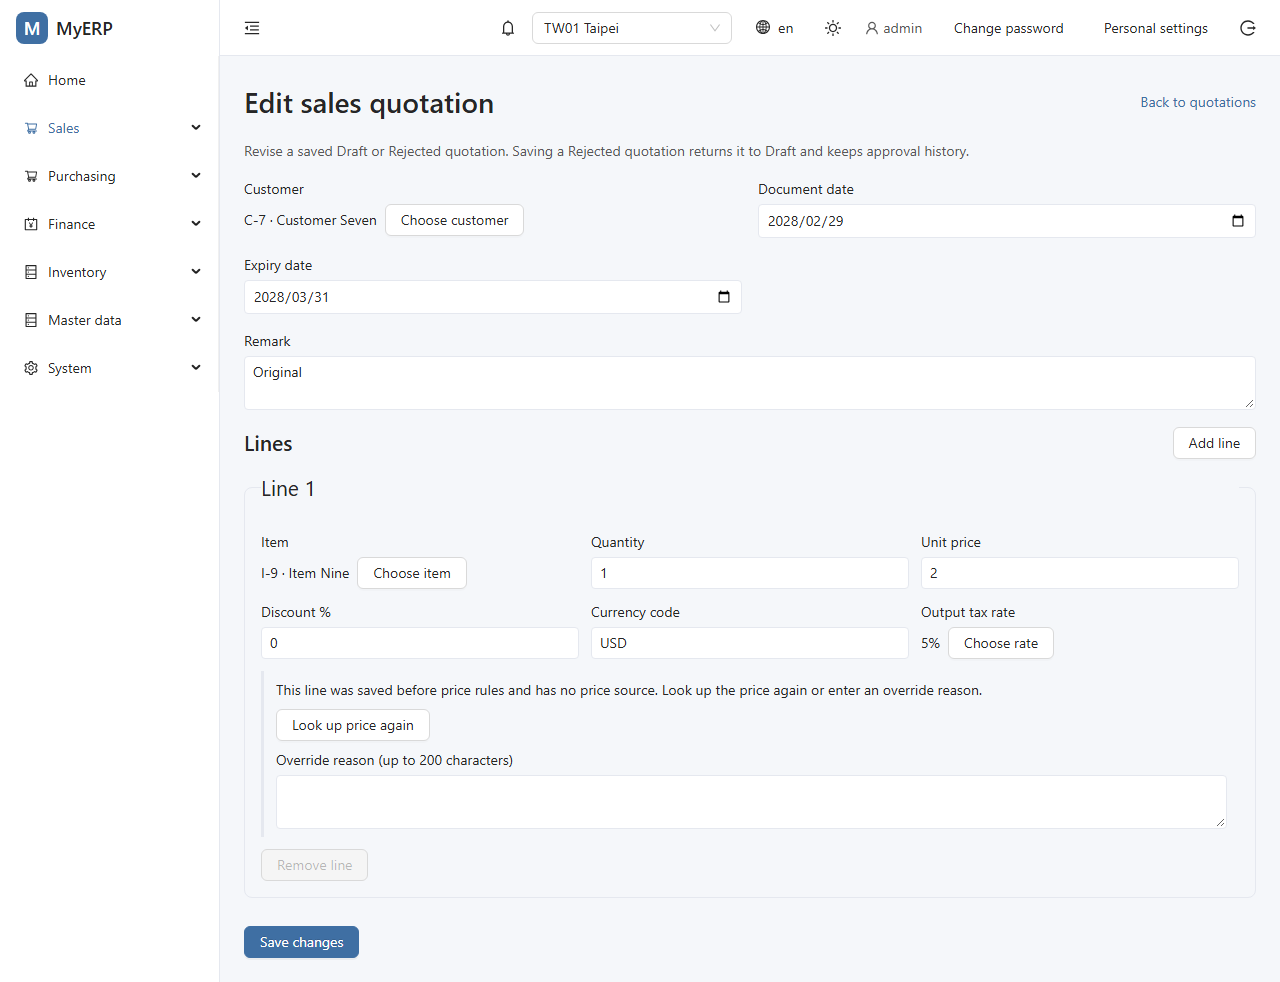 M MyERP
TW01 Taipei
en
admin
Change password
Personal settings
Home
Sales
Purchasing
Finance
Inventory
Master data
System
Edit sales quotation
Back to quotations
Revise a saved Draft or Rejected quotation. Saving a Rejected quotation returns it to Draft and keeps approval history.
Customer
C-7 · Customer Seven
Choose customer
Document date
2028/02/29
Expiry date
2028/03/31
Remark
Original
Lines
Add line
Line 1
Item
I-9 · Item Nine
Choose item
Quantity
1
Unit price
2
Discount %
0
Currency code
USD
Output tax rate
5%
Choose rate
This line was saved before price rules and has no price source. Look up the price again or enter an override reason.
Look up price again
Override reason (up to 200 characters)
Remove line
Save changes